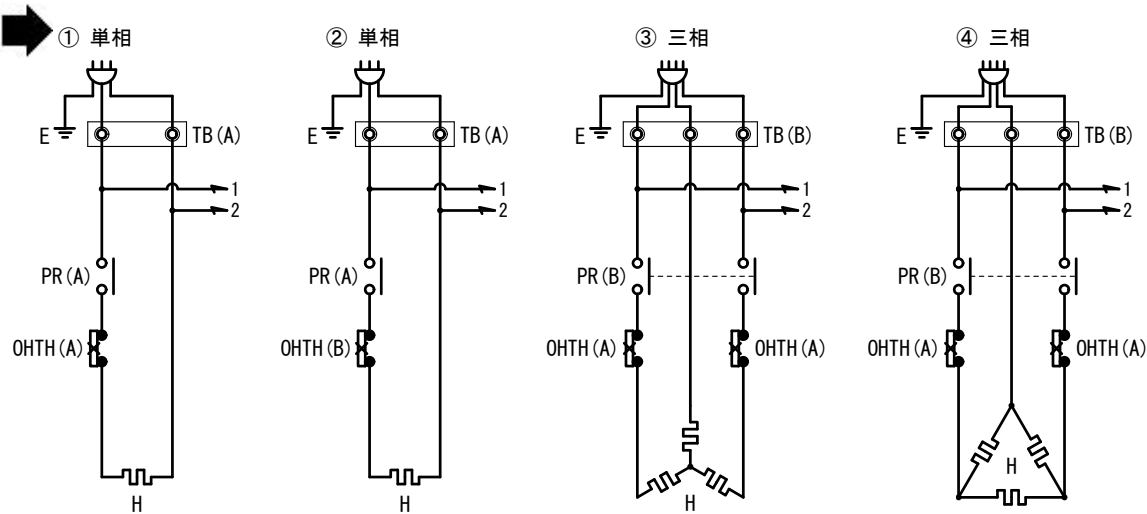 ① 単相
② 単相
③ 三相
④ 三相
E
TB(A)
E
TB(A)
E
TB(B)
E
TB(B)
1
1
1
1
2
2
2
2
PR(A)
PR(A)
PR(B)
PR(B)
OHTH(A)
OHTH(B)
OHTH(A)
OHTH(A)
OHTH(A)
OHTH(A)
H
H
H
H